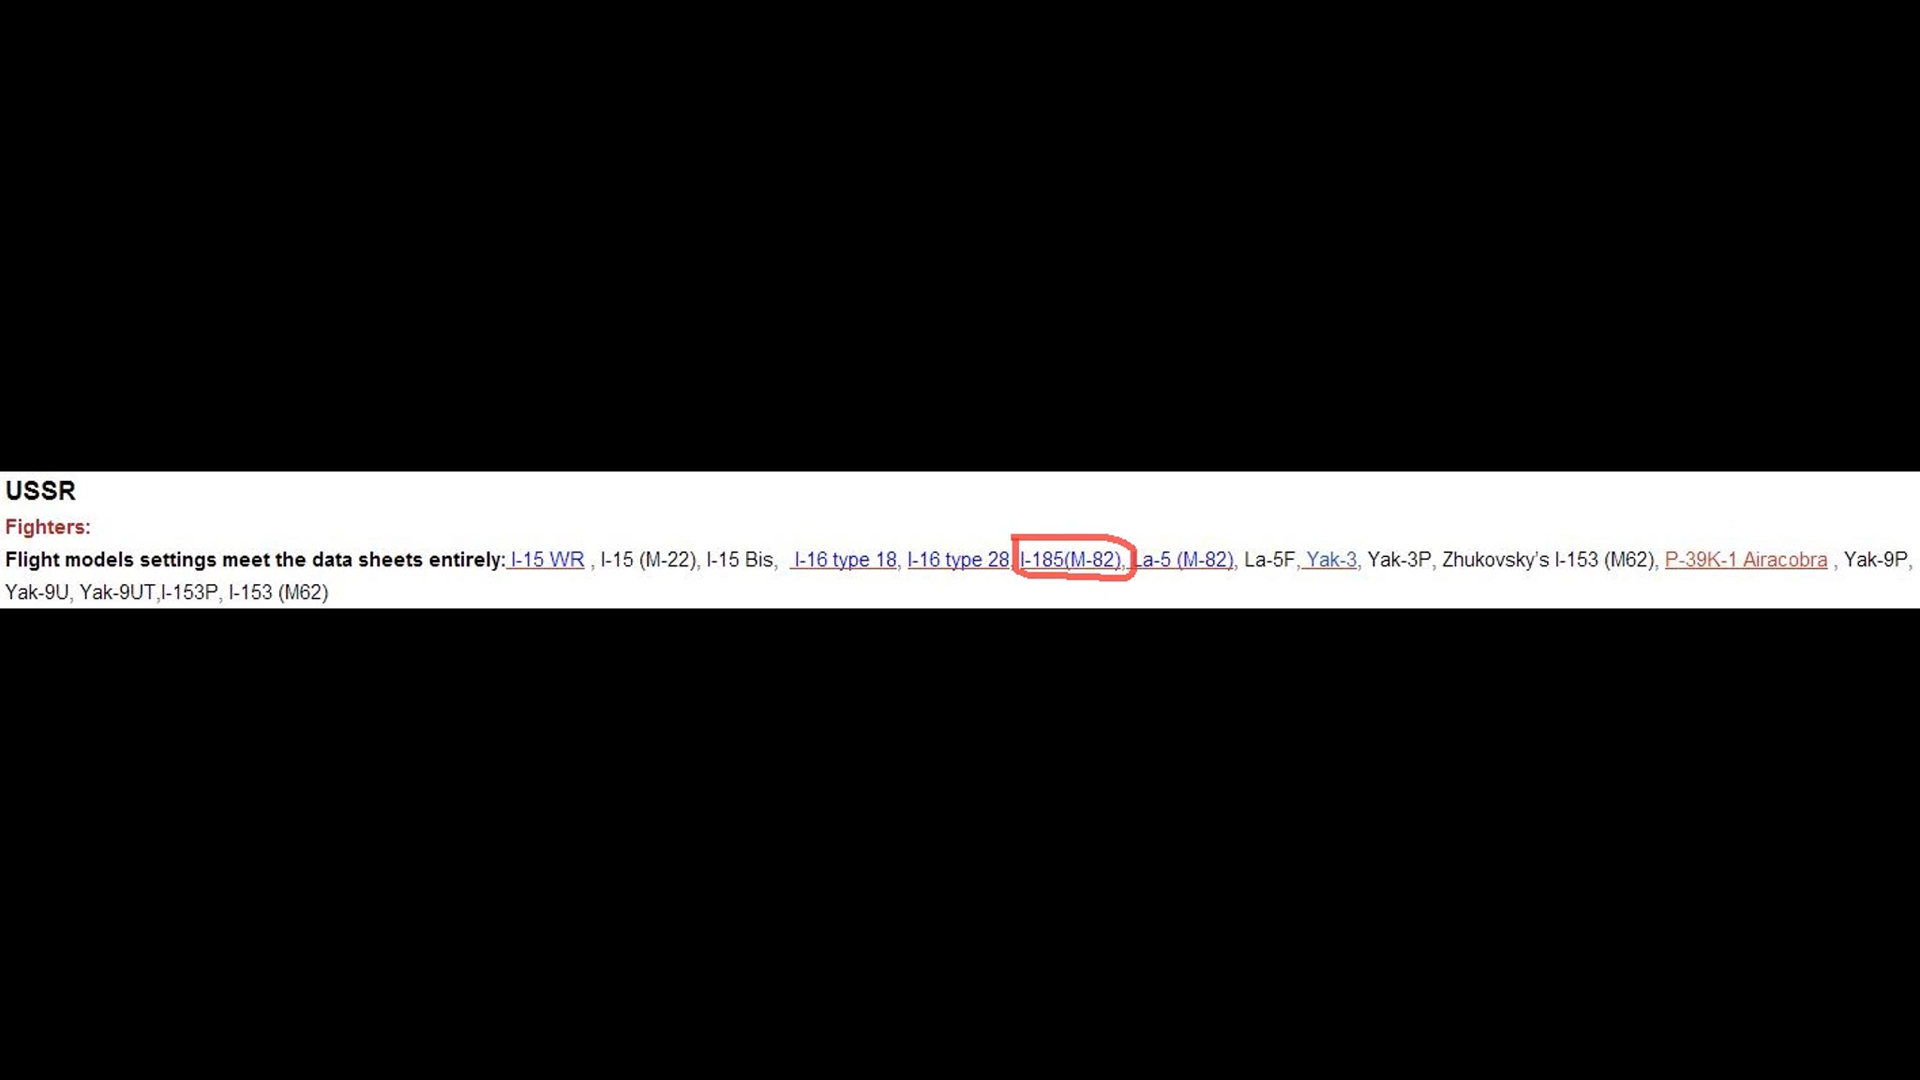 USSR
Fighters:
Flight models settings meet the data sheets entirely: I-15 WR , I-15 (M-22), I-15 Bis, I-16 type 18, I-16 type 28, I-185(M-82), La-5 (M-82), La-5F, Yak-3, Yak-3P, Zhukovsky’s I-153 (M62), P-39K-1 Airacobra , Yak-9P,
Yak-9U, Yak-9UT,I-153P, I-153 (M62)